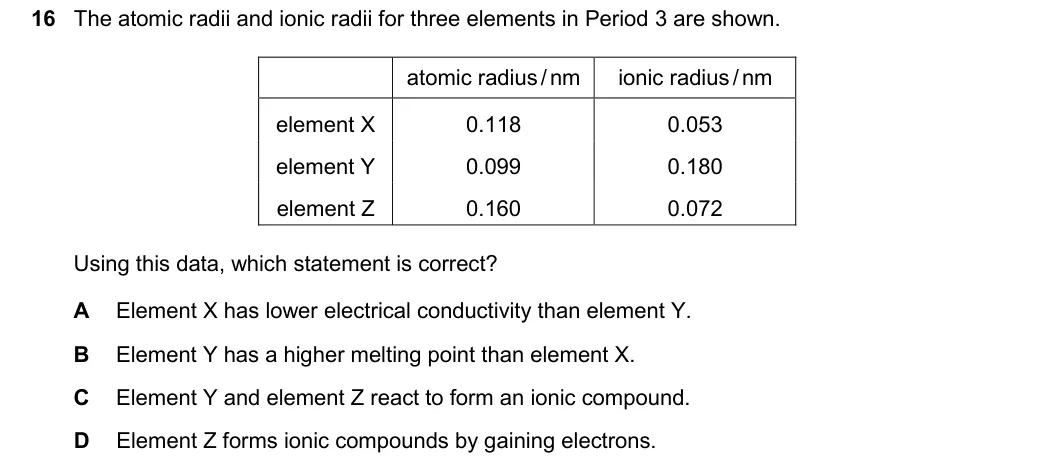 16 The atomic radii and ionic radii for three elements in Period 3 are shown.
atomic radius / nm ionic radius / nm
element X 0.118 0.053
element Y 0.099 0.180
element Z 0.160 0.072
Using this data, which statement is correct?
A Element X has lower electrical conductivity than element Y.
B Element Y has a higher melting point than element X.
C Element Y and element Z react to form an ionic compound.
D Element Z forms ionic compounds by gaining electrons.